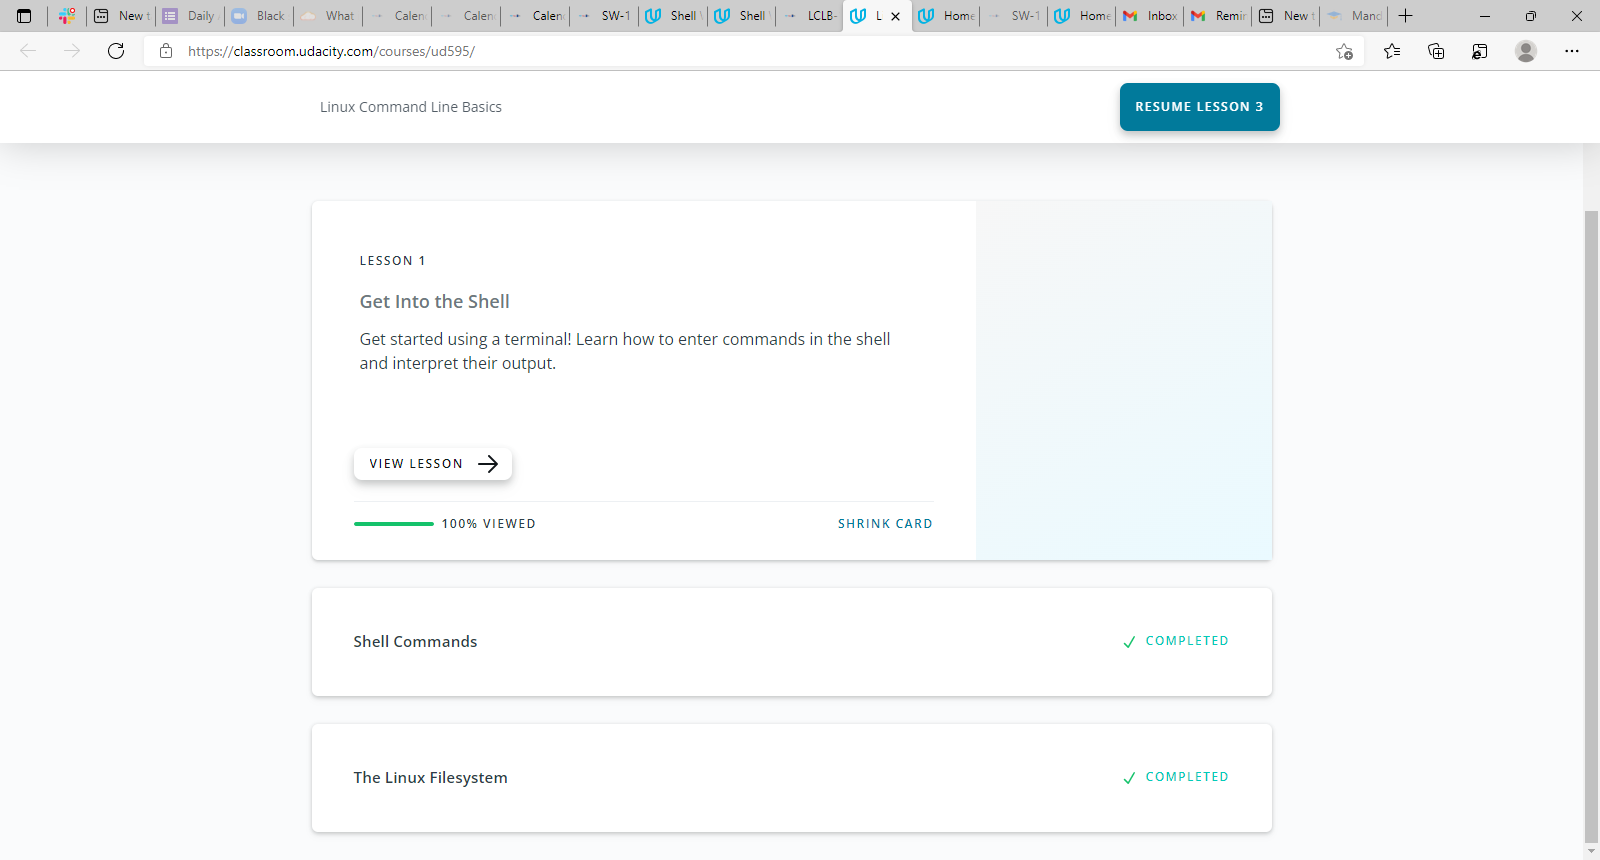 New t
Daily
Black
What
Calen
Calen
Calen
SW-1
Shell
Shell
LCLB-
L
Home
SW-1
Home
Inbox
Remin
New t
Mand
https://classroom.udacity.com/courses/ud595/
Linux Command Line Basics
RESUME LESSON 3
LESSON 1
Get Into the Shell
Get started using a terminal! Learn how to enter commands in the shell
and interpret their output.
VIEW LESSON
100% VIEWED
SHRINK CARD
Shell Commands
COMPLETED
The Linux Filesystem
COMPLETED